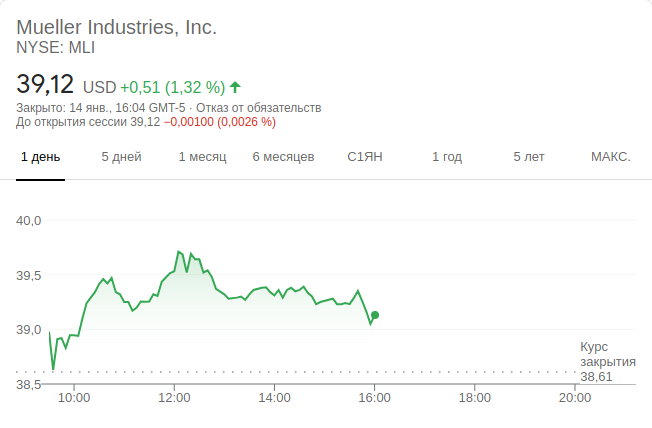 Mueller Industries, Inc.
NYSE: MLI
39,12 USD +0,51 (1,32 %)
Закрыто: 14 янв., 16:04 GMT-5 · Отказ от обязательств
До открытия сессии 39,12 −0,00100 (0,0026 %)
1 день 5 дней 1 месяц 6 месяцев С1ЯН 1 год 5 лет МАКС.
40,0
39,5
39,0
Курс
закрытия
38,61
38,5
10:00 12:00 14:00 16:00 18:00 20:00